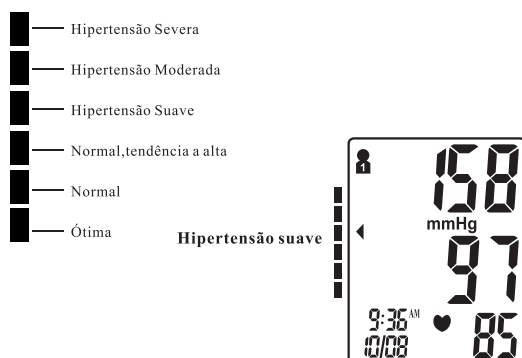 Hipertensão Severa
Hipertensão Moderada
Hipertensão Suave
Normal,tendência a alta
Normal
Ótima
Hipertensão suave
1
158
mmHg
97
9:36 AM
10/08
85